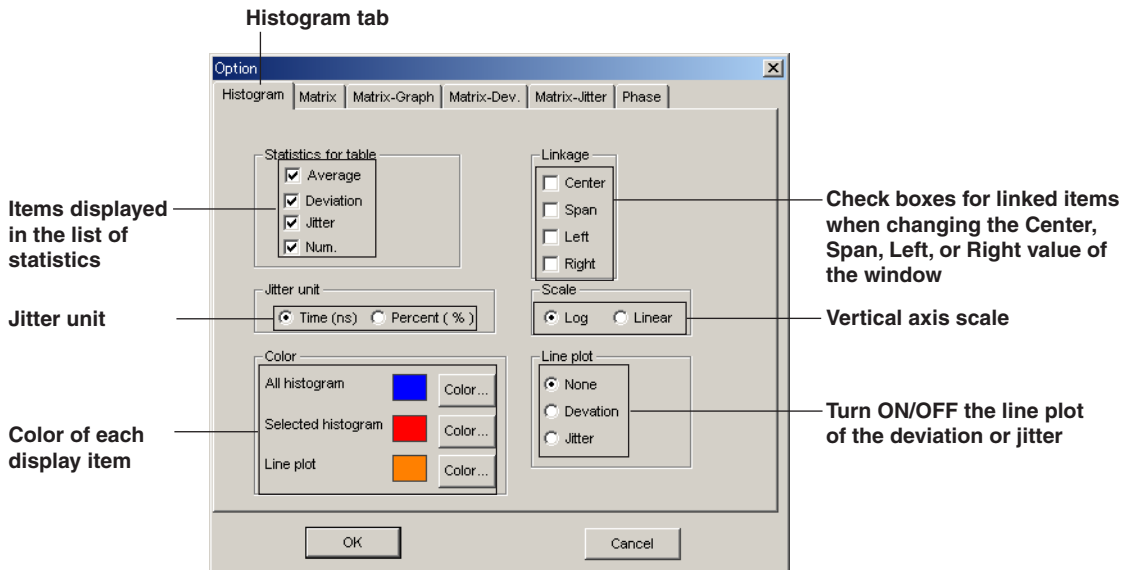 Histogram tab
Option
Histogram Matrix Matrix-Graph Matrix-Dev. Matrix-Jitter Phase
Statistics for table
Average
Deviation
Jitter
Num.
Linkage
Center
Span
Left
Right
Items displayed
in the list of
statistics
Check boxes for linked items
when changing the Center,
Span, Left, or Right value of
the window
Jitter unit
Jitter unit
Time (ns) Percent ( % )
Scale
Log Linear
Vertical axis scale
Color
All histogram Color...
Selected histogram Color...
Line plot Color...
Color of each
display item
Line plot
None
Devation
Jitter
Turn ON/OFF the line plot
of the deviation or jitter
OK Cancel